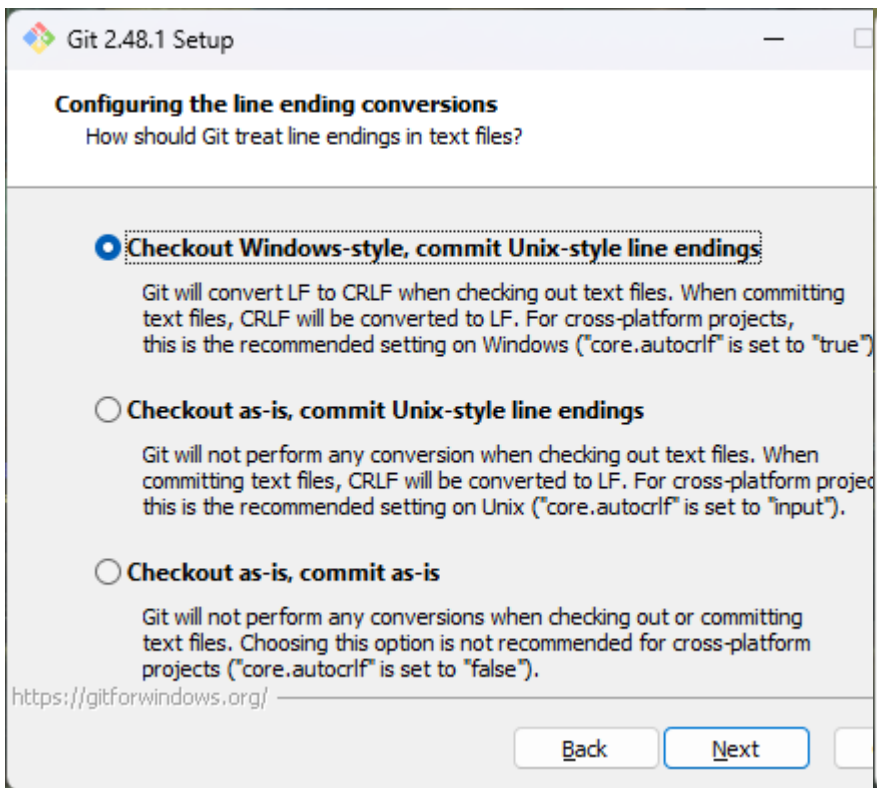 Git 2.48.1 Setup
Configuring the line ending conversions
How should Git treat line endings in text files?
Checkout Windows-style, commit Unix-style line endings
Git will convert LF to CRLF when checking out text files. When committing
text files, CRLF will be converted to LF. For cross-platform projects,
this is the recommended setting on Windows ("core.autocrlf" is set to "true")
Checkout as-is, commit Unix-style line endings
Git will not perform any conversion when checking out text files. When
committing text files, CRLF will be converted to LF. For cross-platform projec
this is the recommended setting on Unix ("core.autocrlf" is set to "input").
Checkout as-is, commit as-is
Git will not perform any conversions when checking out or committing
text files. Choosing this option is not recommended for cross-platform
projects ("core.autocrlf" is set to "false").
https://gitforwindows.org/
Back Next